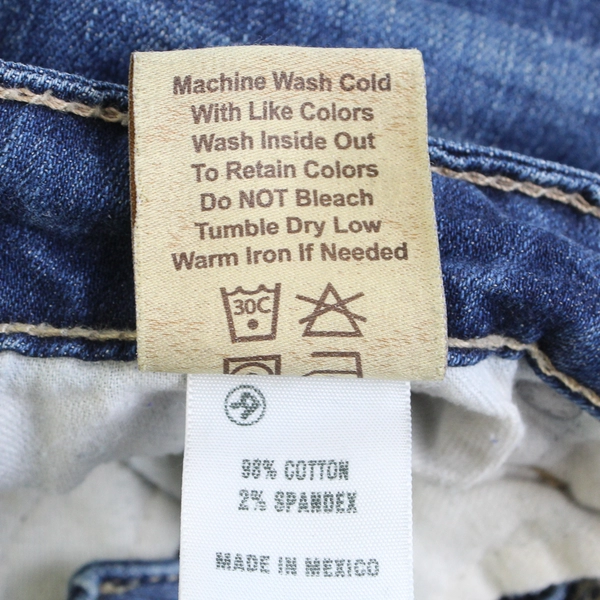 Machine Wash Cold
With Like Colors
Wash Inside Out
To Retain Colors
Do NOT Bleach
Tumble Dry Low
Warm Iron If Needed
30C
98% COTTON
2% SPANDEX
MADE IN MEXICO